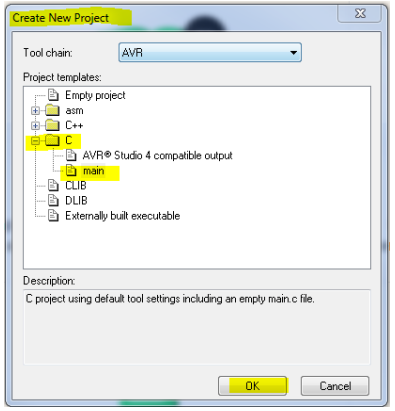 Create New Project
Tool chain: AVR
Project templates:
Empty project
asm
C++
C
AVR® Studio 4 compatible output
main
CLIB
DLIB
Externally built executable
Description:
C project using default tool settings including an empty main.c file.
OK Cancel